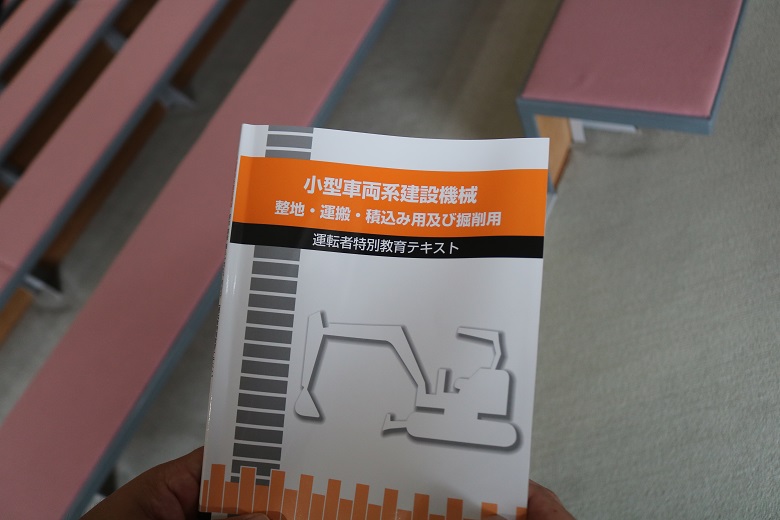 小型車両系建設機械
整地・運搬・積込み用及び掘削用
運転者特別教育テキスト